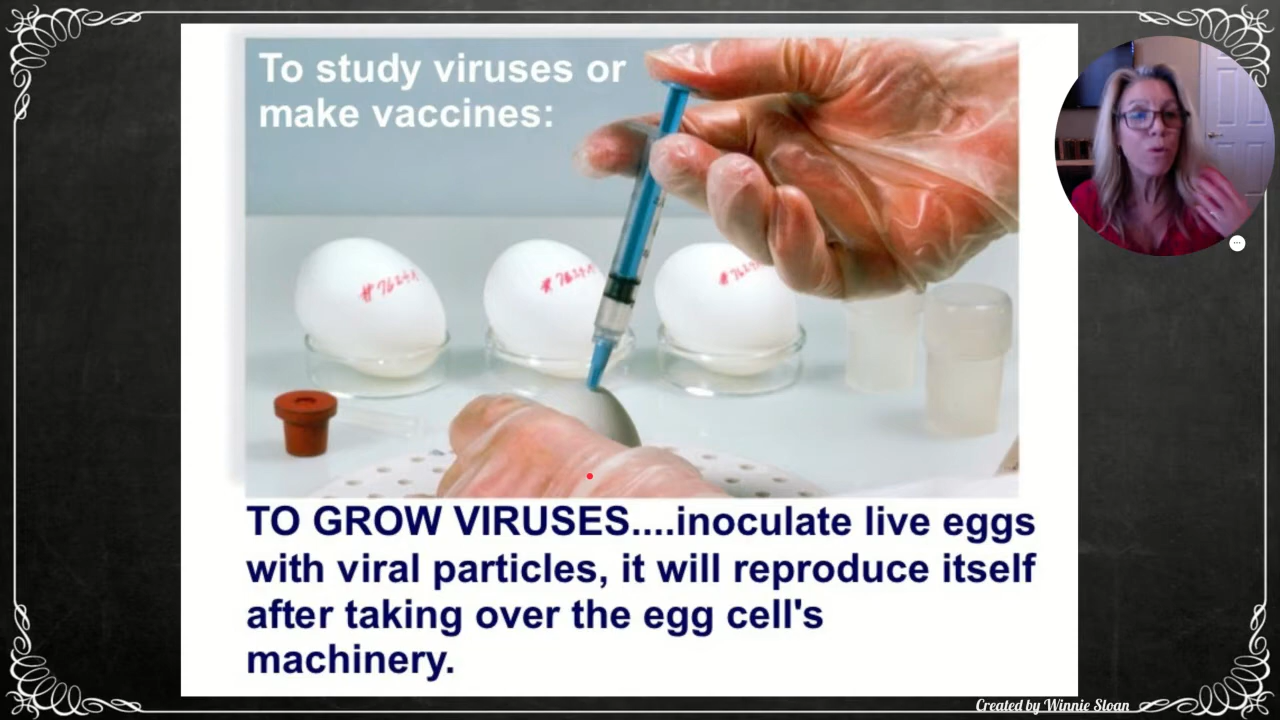 To study viruses or
make vaccines:
TO GROW VIRUSES....inoculate live eggs
with viral particles, it will reproduce itself
after taking over the egg cell's
machinery.
Created by Winnie Sloan